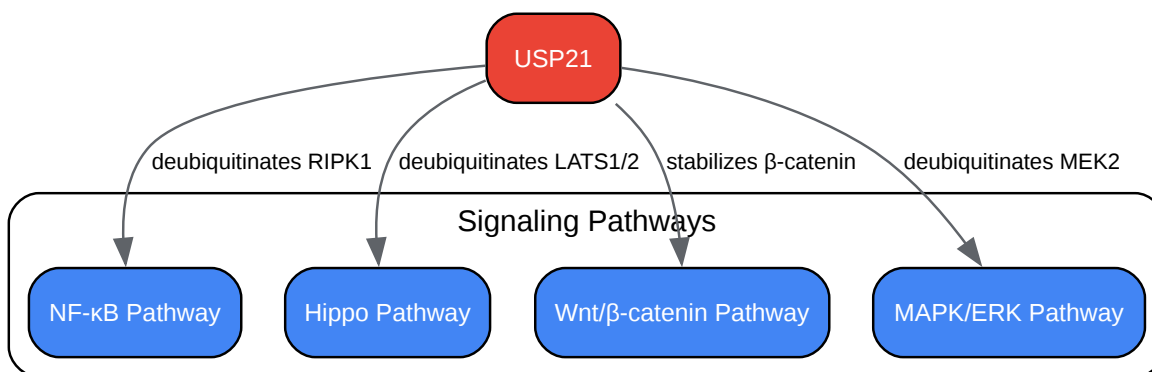 USP21
deubiquitinates RIPK1
deubiquitinates LATS1/2
stabilizes β-catenin
deubiquitinates MEK2
Signaling Pathways
NF-κB Pathway
Hippo Pathway
Wnt/β-catenin Pathway
MAPK/ERK Pathway